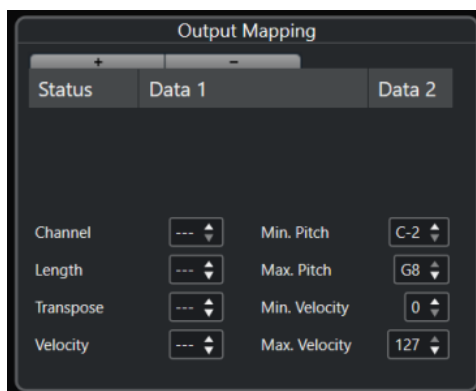 Output Mapping
+ −
Status Data 1 Data 2
Channel --- Min. Pitch C-2
Length --- Max. Pitch G8
Transpose --- Min. Velocity 0
Velocity --- Max. Velocity 127